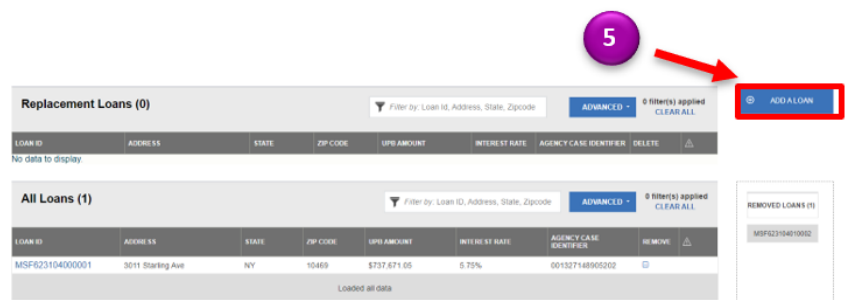 5
Replacement Loans (0)
Filter by: Loan Id, Address, State, Zipcode
ADVANCED
0 filter(s) applied
CLEAR ALL
ADD A LOAN
LOAN ID ADDRESS STATE ZIP CODE UPB AMOUNT INTEREST RATE AGENCY CASE IDENTIFIER DELETE
No data to display
All Loans (1)
Filter by: Loan ID, Address, State, Zipcode
ADVANCED
0 filter(s) applied
CLEAR ALL
REMOVED LOANS (1)
MSF623104010002
LOAN ID ADDRESS STATE ZIP CODE UPB AMOUNT INTEREST RATE AGENCY CASE IDENTIFIER REMOVE
MSF623104000001 3011 Starling Ave NY 10469 $737,671.05 5.75% 001327148905202
Loaded all data